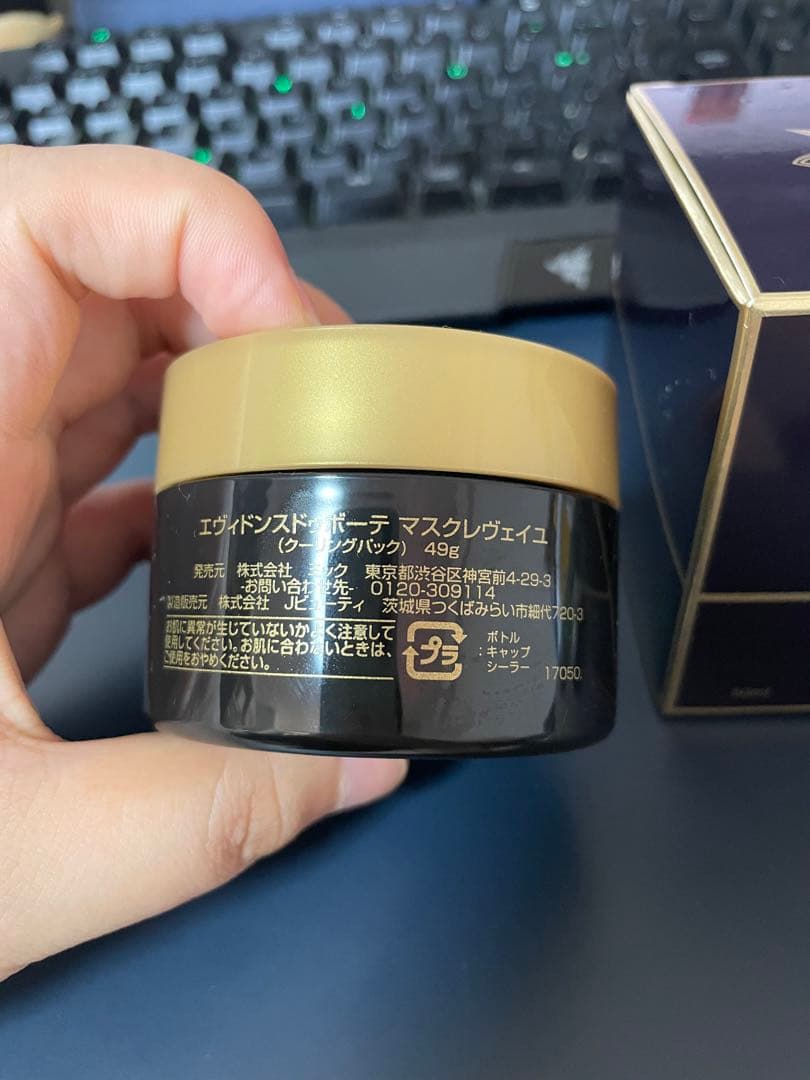 エヴィドンスドゥボーテ マスクレヴェイユ
（クーリングパック） 49g
発売元 株式会社 ミック 東京都渋谷区神宮前4-29-3
-お問い合わせ先- 0120-309114
製造販売元 株式会社 Jビューティ 茨城県つくばみらい市細代720-3
お肌に異常が生じていないかよく注意して
使用してください。お肌に合わないときは、
ご使用をおやめください。
プラ
ボトル
：キャップ
シーラー
17050